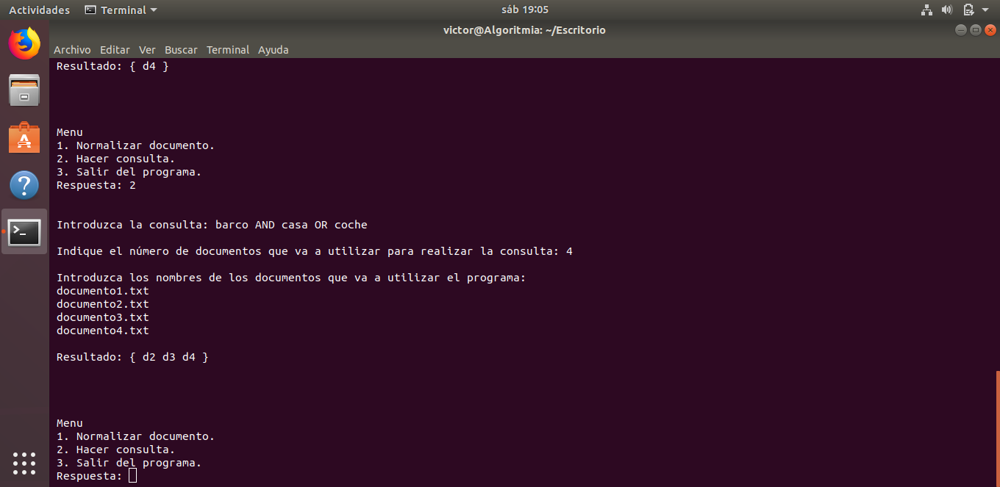 Actividades Terminal sáb 19:05
victor@Algoritmia: ~/Escritorio
Archivo Editar Ver Buscar Terminal Ayuda
Resultado: { d4 }
Menu
1. Normalizar documento.
2. Hacer consulta.
3. Salir del programa.
Respuesta: 2
Introduzca la consulta: barco AND casa OR coche
Indique el número de documentos que va a utilizar para realizar la consulta: 4
Introduzca los nombres de los documentos que va a utilizar el programa:
documento1.txt
documento2.txt
documento3.txt
documento4.txt
Resultado: { d2 d3 d4 }
Menu
1. Normalizar documento.
2. Hacer consulta.
3. Salir del programa.
Respuesta: